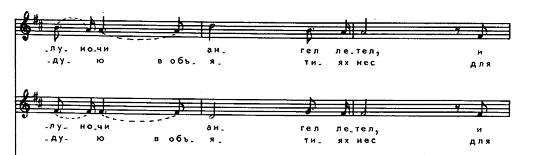 -лу- но-чи ан- гел ле-тел, и
-ду- ю в объ- я- ти- ях нес для
-лу- но-чи ан- гел ле-тел, и
-ду- ю в объ- я- ти- ях нес для